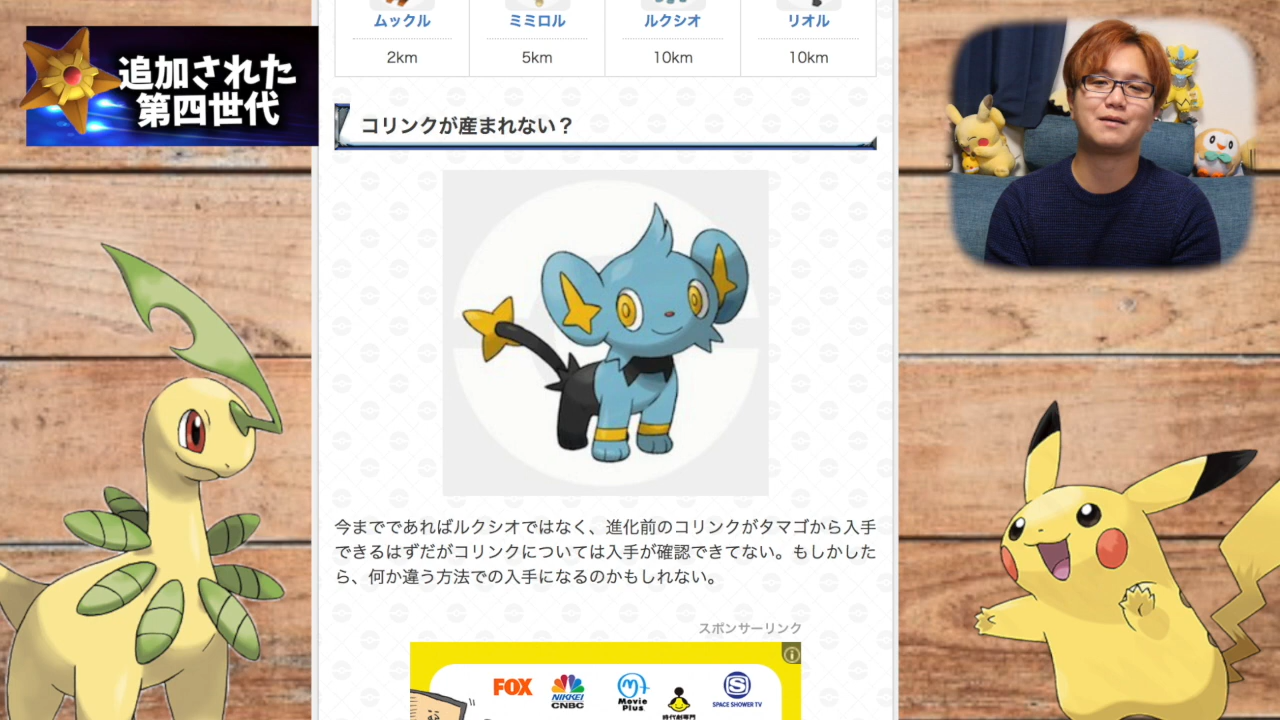 追加された
第四世代
ムックル
ミミロル
ルクシオ
リオル
2km
5km
10km
10km
コリンクが産まれない？
今まであればルクシオではなく、進化前のコリンクがタマゴから入手
できるはずだがコリンクについては入手が確認できてない。もしかした
ら、何か違う方法での入手になるのかもしれない。
スポンサーリンク
FOX
NIKKEI
CNBC
Movie
Plus
時代劇専門
SPACE SHOWER TV